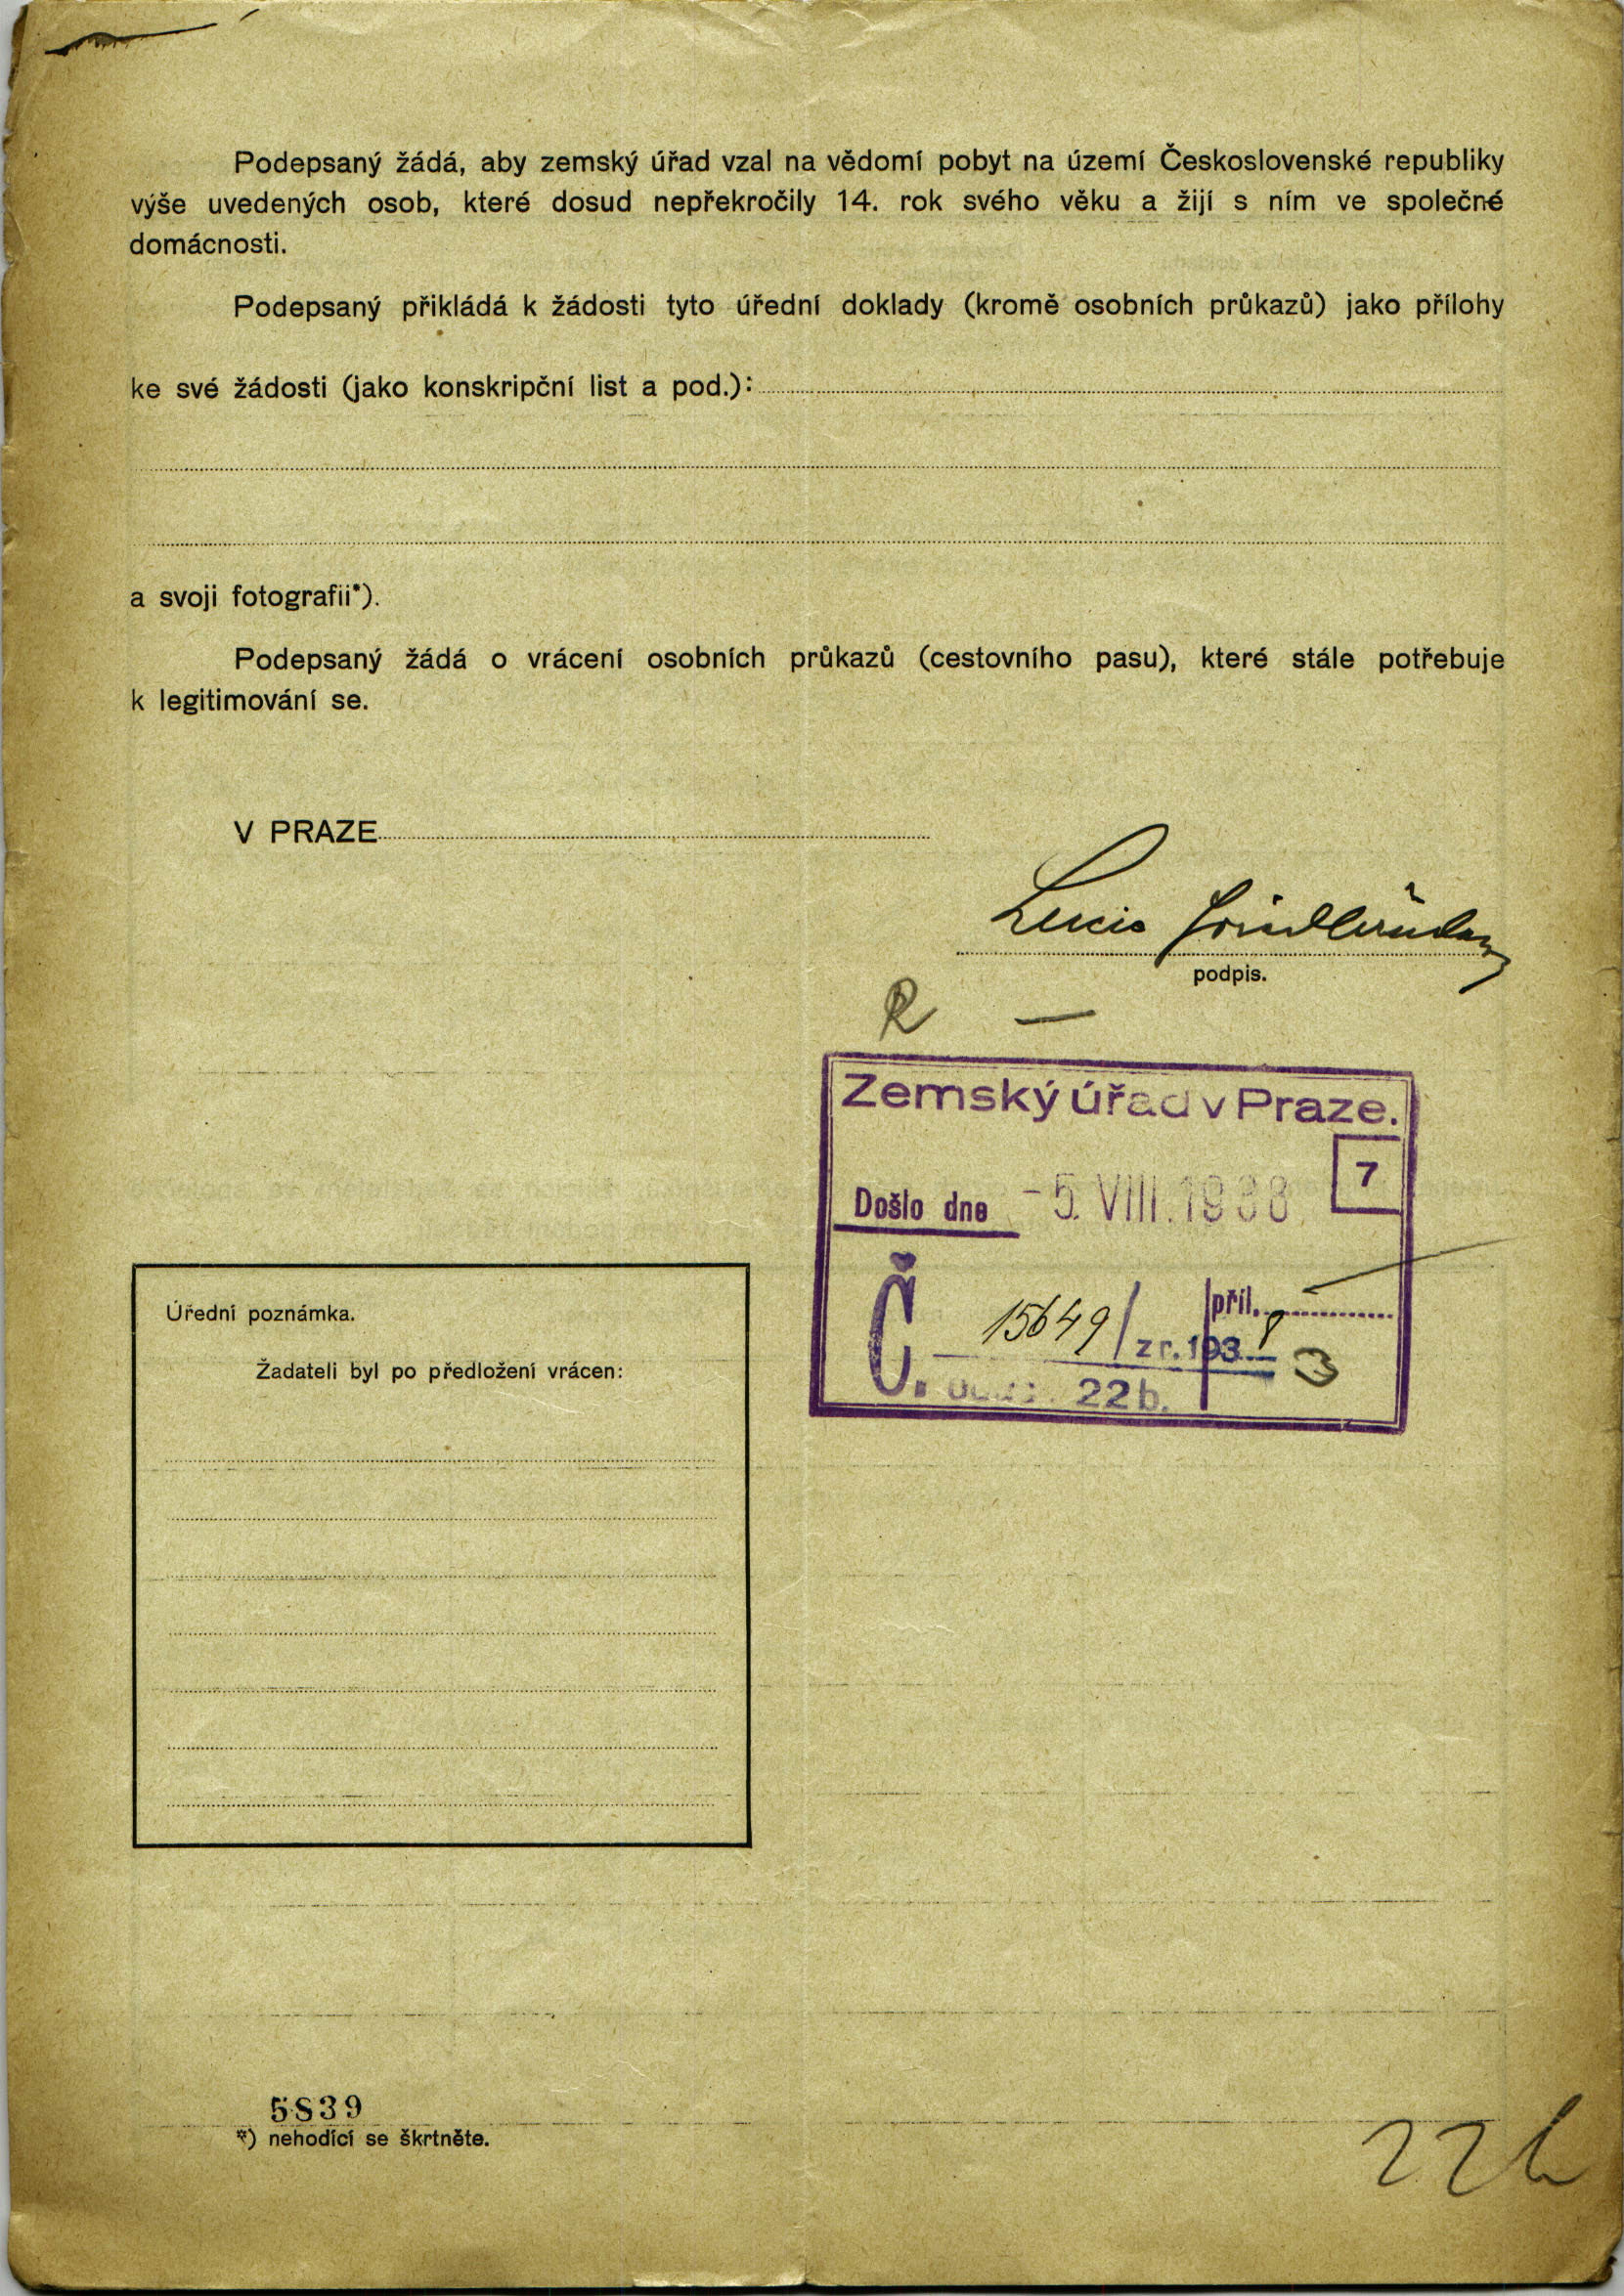 Podepsaný žádá, aby zemský úřad vzal na vědomí pobyt na území Československé republiky
výše uvedených osob, které dosud nepřekročily 14. rok svého věku a žijí s ním ve společné
domácnosti.
Podepsaný přikládá k žádosti tyto úřední doklady (kromě osobních průkazů) jako přílohy
ke své žádosti (jako konskripční list a pod.):
a svoji fotografii*).
Podepsaný žádá o vrácení osobních průkazů (cestovního pasu), které stále potřebuje
k legitimování se.
V PRAZE
podpis.
R —
Zemský úřad v Praze.
7
Došlo dne -5. VIII. 1938
příl.
Č. 15649/zr. 1938
22b.
Úřední poznámka.
Žadateli byl po předložení vrácen:
5839
*) nehodící se škrtněte.
22b